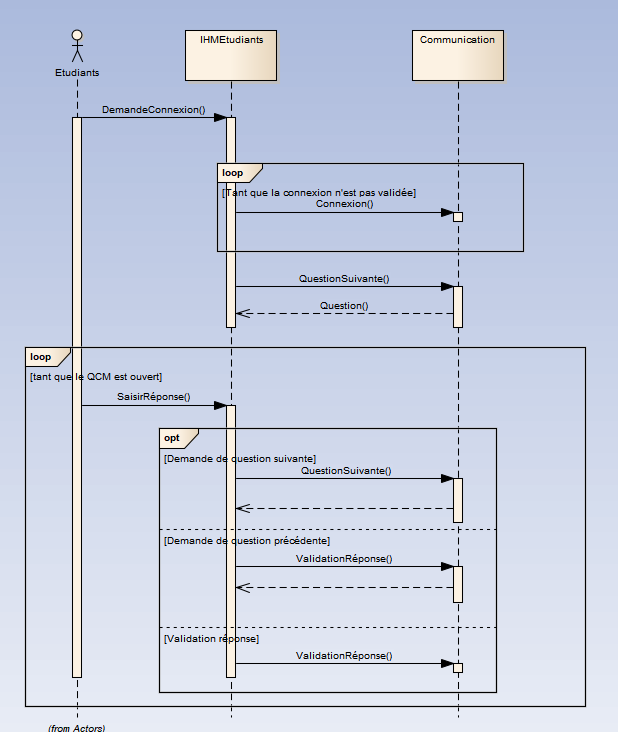 IHMEtudiants
Communication
Etudiants
DemandeConnexion()
loop
[Tant que la connexion n'est pas validée]
Connexion()
QuestionSuivante()
Question()
loop
[tant que le QCM est ouvert]
SaisirRéponse()
opt
[Demande de question suivante]
QuestionSuivante()
[Demande de question précédente]
ValidationRéponse()
[Validation réponse]
ValidationRéponse()
(from Actors)